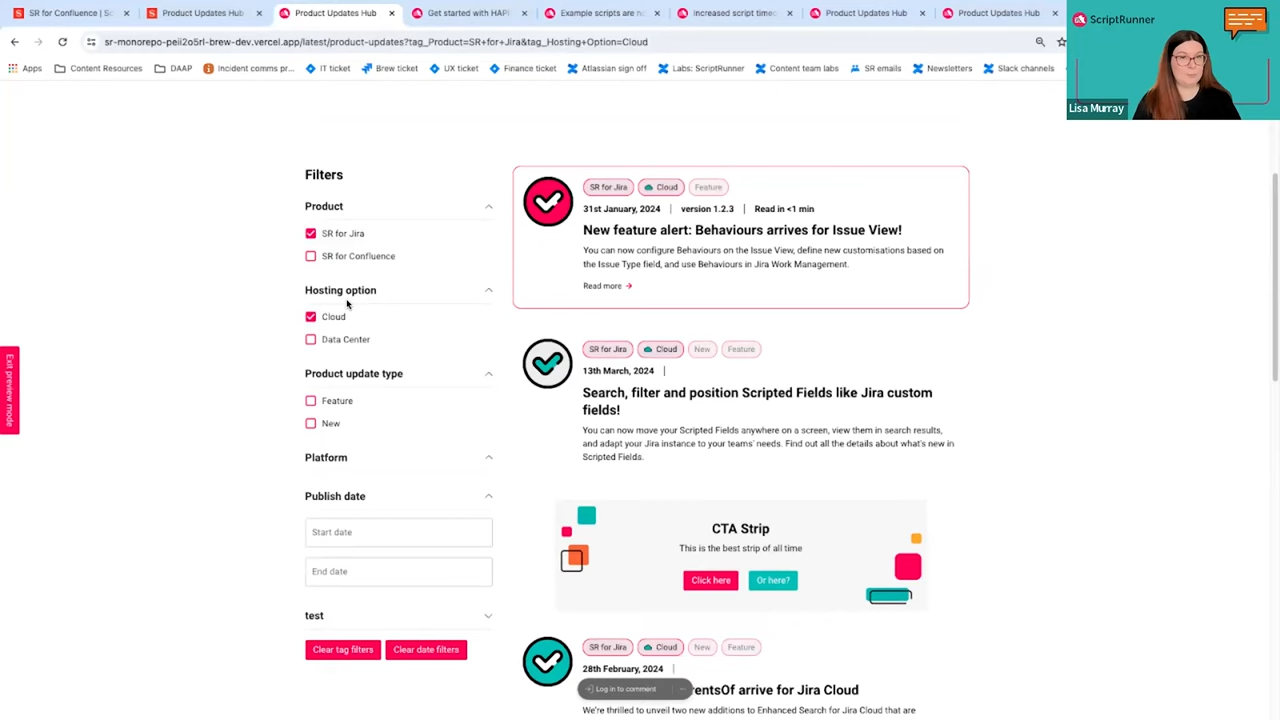 SR for Confluence | Sc
Product Updates Hub
Product Updates Hub
Get started with HAPI
Example scripts are n
Increased script timeo
Product Updates Hub
Product Updates Hub
sr-monorepo-peii2o5rl-brew-dev.vercel.app/latest/product-updates?tag_Product=SR+for+Jira&tag_Hosting+Option=Cloud
Apps
Content Resources
DAAP
Incident comms pr...
IT ticket
Brew ticket
UX ticket
Finance ticket
Atlassian sign off
Labs: ScriptRunner
Content team labs
SR emails
Newsletters
Slack channels
ScriptRunner
Lisa Murray
Exit preview mode
Filters
Product
SR for Jira
SR for Confluence
Hosting option
Cloud
Data Center
Product update type
Feature
New
Platform
Publish date
Start date
End date
test
Clear tag filters
Clear date filters
SR for Jira Cloud Feature
31st January, 2024 | version 1.2.3 | Read in <1 min
New feature alert: Behaviours arrives for Issue View!
You can now configure Behaviours on the Issue View, define new customisations based on
the Issue Type field, and use Behaviours in Jira Work Management.
Read more →
SR for Jira Cloud New Feature
13th March, 2024 |
Search, filter and position Scripted Fields like Jira custom
fields!
You can now move your Scripted Fields anywhere on a screen, view them in search results,
and adapt your Jira instance to your teams' needs. Find out all the details about what's new in
Scripted Fields.
CTA Strip
This is the best strip of all time
Click here
Or here?
SR for Jira Cloud New Feature
28th February, 2024 |
Log in to comment
rentsOf arrive for Jira Cloud
We're thrilled to unveil two new additions to Enhanced Search for Jira Cloud that are